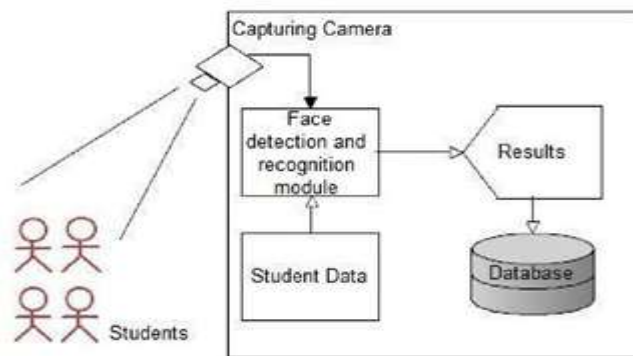 Capturing Camera
Face
detection and
recognition
module
Results
Student Data
Database
Students